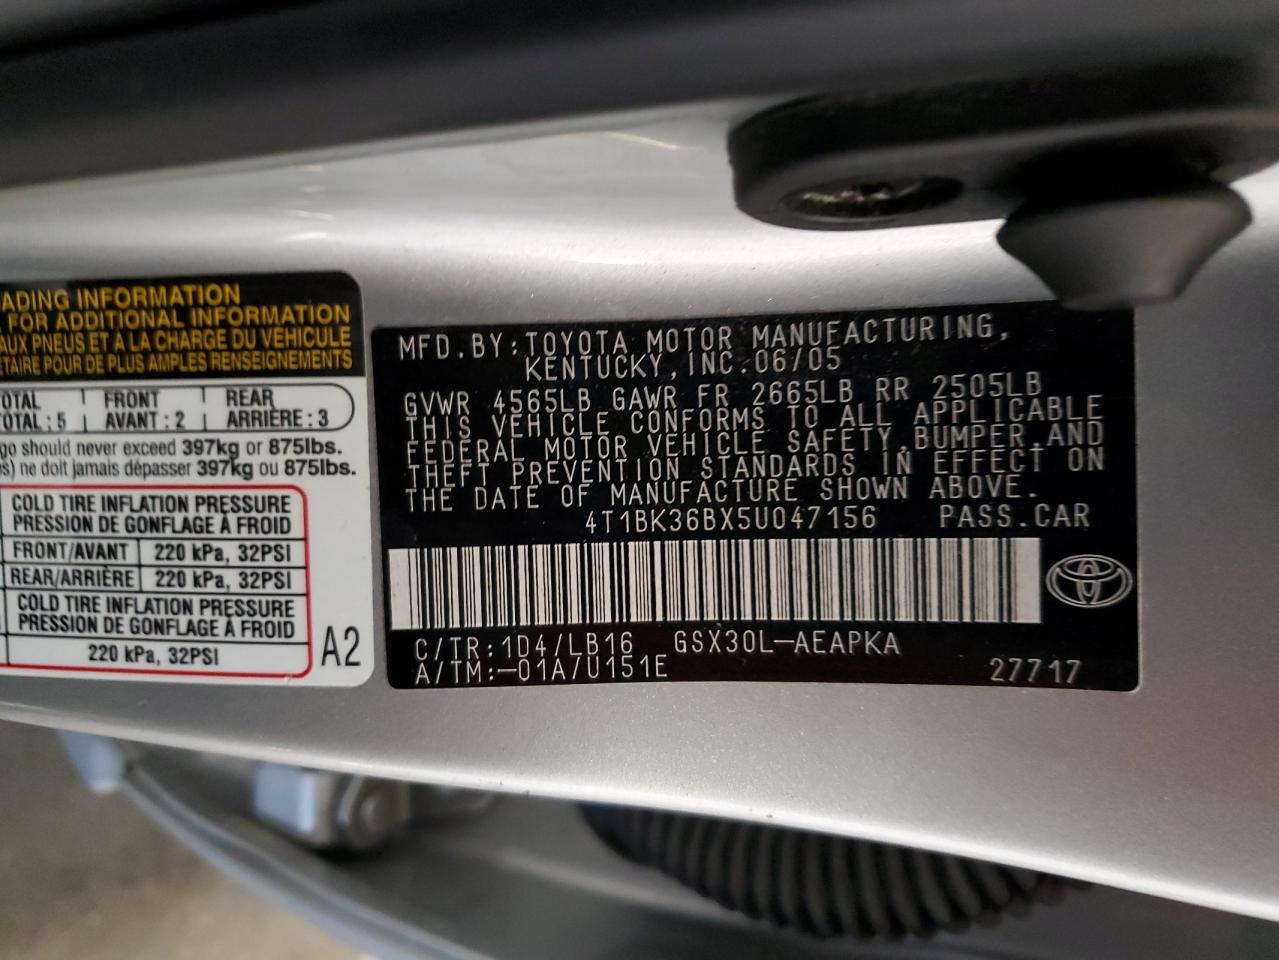 ADING INFORMATION
FOR ADDITIONAL INFORMATION
AUX PNEUS ET À LA CHARGE DU VÉHICULE
DE PLUS AMPLES RENSEIGNEMENTS
OTAL FRONT REAR
OTAL : 5 AVANT : 2 ARRIÈRE : 3
go should never exceed 397kg or 875lbs.
s) ne doit jamais dépasser 397kg ou 875lbs.
COLD TIRE INFLATION PRESSURE
PRESSION DE GONFLAGE À FROID
FRONT/AVANT 220 kPa, 32PSI
REAR/ARRIÈRE 220 kPa, 32PSI
COLD TIRE INFLATION PRESSURE
PRESSION DE GONFLAGE À FROID
220 kPa, 32PSI
A2
MFD.BY:TOYOTA MOTOR MANUFACTURING,
KENTUCKY,INC.06/05
GVWR 4565LB GAWR FR 2665LB RR 2505LB
THIS VEHICLE CONFORMS TO ALL APPLICABLE
FEDERAL MOTOR VEHICLE SAFETY,BUMPER,AND
THEFT PREVENTION STANDARDS IN EFFECT ON
THE DATE OF MANUFACTURE SHOWN ABOVE.
4T1BK36BX5U047156 PASS.CAR
C/TR:1D4/LB16 GSX30L-AEAPKA
A/TM:-01A/U151E 27717